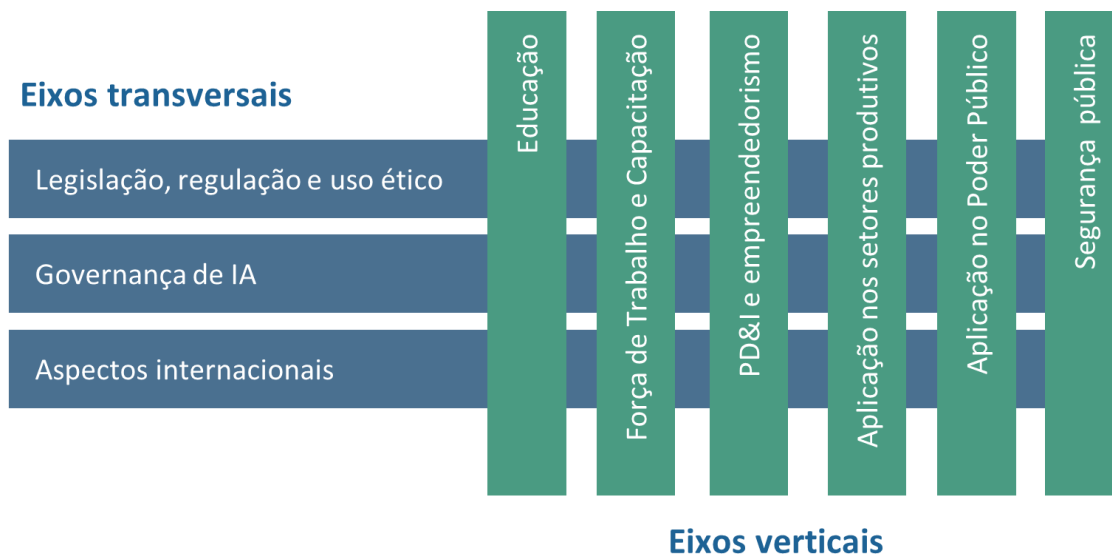 Eixos transversais
Legislação, regulação e uso ético
Governança de IA
Aspectos internacionais
Educação
Força de Trabalho e Capacitação
PD&I e empreendedorismo
Aplicação nos setores produtivos
Aplicação no Poder Público
Segurança pública
Eixos verticais